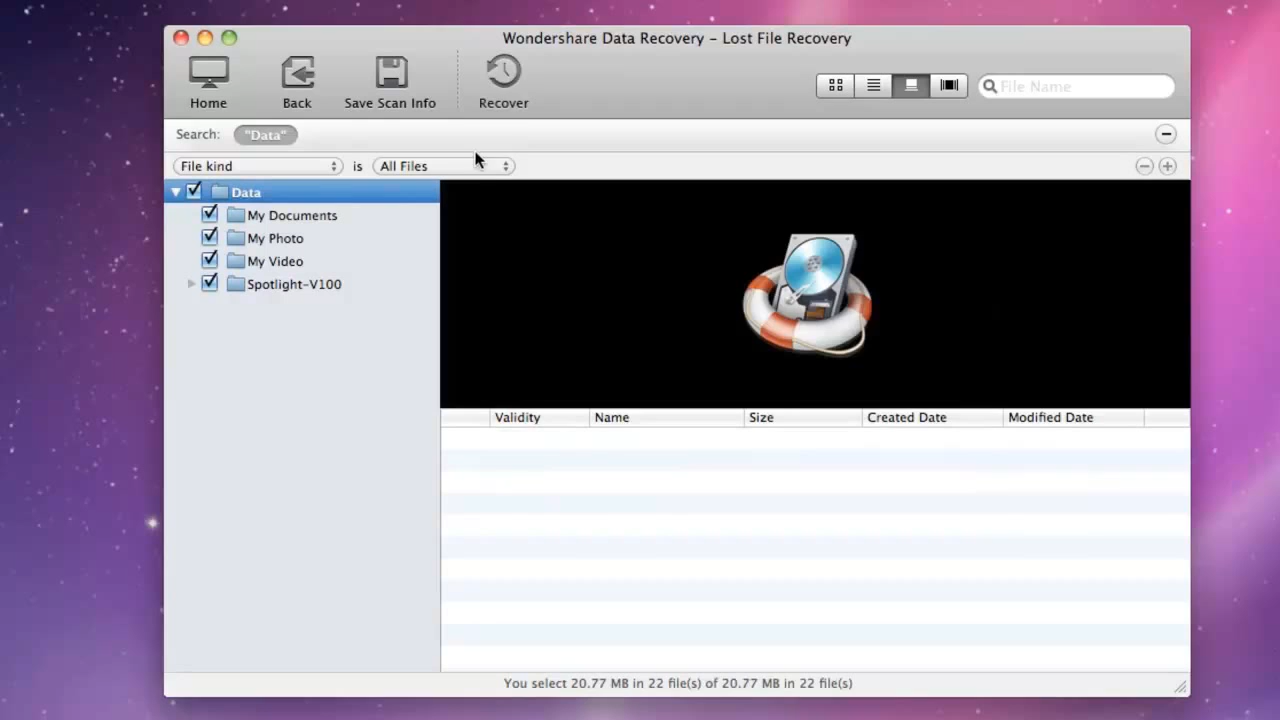 Wondershare Data Recovery – Lost File Recovery
Home
Back
Save Scan Info
Recover
File Name
Search:
"Data"
File kind
is
All Files
Data
My Documents
My Photo
My Video
Spotlight-V100
Validity
Name
Size
Created Date
Modified Date
You select 20.77 MB in 22 file(s) of 20.77 MB in 22 file(s)